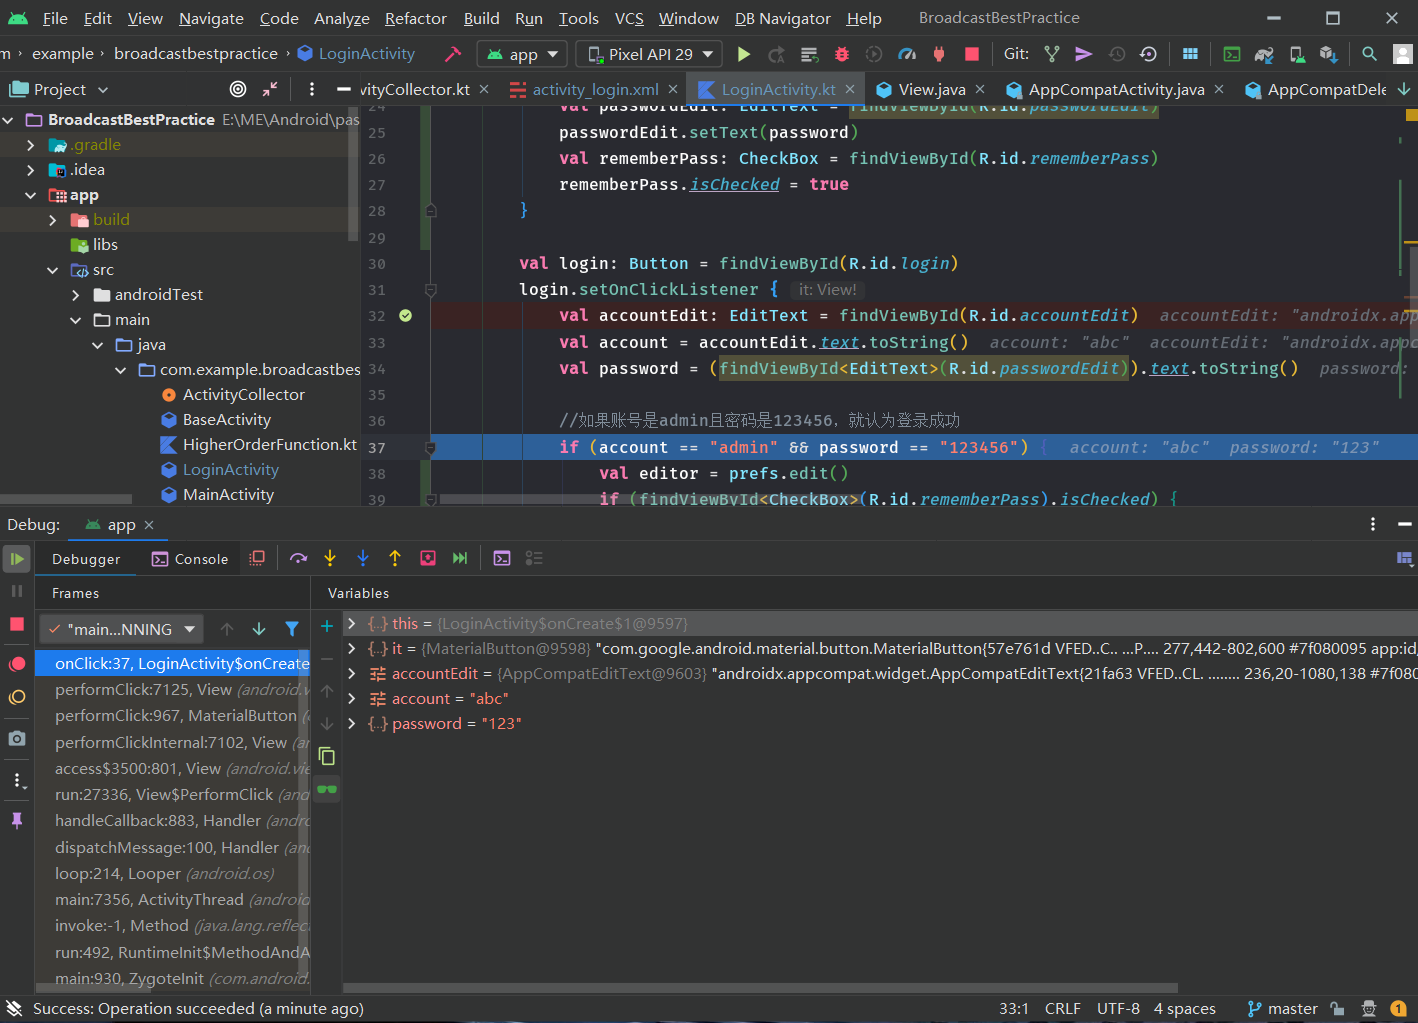 File Edit View Navigate Code Analyze Refactor Build Run Tools VCS Window DB Navigator Help BroadcastBestPractice
m example broadcastbestpractice LoginActivity app Pixel API 29 Git:
Project vityCollector.kt activity_login.xml LoginActivity.kt View.java AppCompatActivity.java AppCompatDele
BroadcastBestPractice E:\ME\Android\pas
.gradle
.idea
app
build
libs
src
androidTest
main
java
com.example.broadcastbes
ActivityCollector
BaseActivity
HigherOrderFunction.kt
LoginActivity
MainActivity
24 val passwordEdit: EditText = findViewById(R.id.passwordEdit)
25 passwordEdit.setText(password)
26 val rememberPass: CheckBox = findViewById(R.id.rememberPass)
27 rememberPass.isChecked = true
28 }
29
30 val login: Button = findViewById(R.id.login)
31 login.setOnClickListener { it: View!
32 val accountEdit: EditText = findViewById(R.id.accountEdit) accountEdit: "androidx.app
33 val account = accountEdit.text.toString() account: "abc" accountEdit: "androidx.appc
34 val password = (findViewById<EditText>(R.id.passwordEdit)).text.toString() password:
35
36 //如果账号是admin且密码是123456，就认为登录成功
37 if (account == "admin" && password == "123456") { account: "abc" password: "123"
38 val editor = prefs.edit()
39 if (findViewById<CheckBox>(R.id.rememberPass).isChecked) {
Debug: app
Debugger Console
Frames
"main...NNING
onClick:37, LoginActivity$onCreate
performClick:7125, View (android.v
performClick:967, MaterialButton (
performClickInternal:7102, View (an
access$3500:801, View (android.vie
run:27336, View$PerformClick (and
handleCallback:883, Handler (andro
dispatchMessage:100, Handler (an
loop:214, Looper (android.os)
main:7356, ActivityThread (android
invoke:-1, Method (java.lang.reflec
run:492, RuntimeInit$MethodAndA
main:930, ZygoteInit (com.android.
Variables
this = {LoginActivity$onCreate$1@9597}
it = {MaterialButton@9598} "com.google.android.material.button.MaterialButton{57e761d VFED..C.. ...P.... 277,442-802,600 #7f080095 app:id,
accountEdit = {AppCompatEditText@9603} "androidx.appcompat.widget.AppCompatEditText{21fa63 VFED..CL. ........ 236,20-1080,138 #7f080
account = "abc"
password = "123"
Success: Operation succeeded (a minute ago) 33:1 CRLF UTF-8 4 spaces master 1